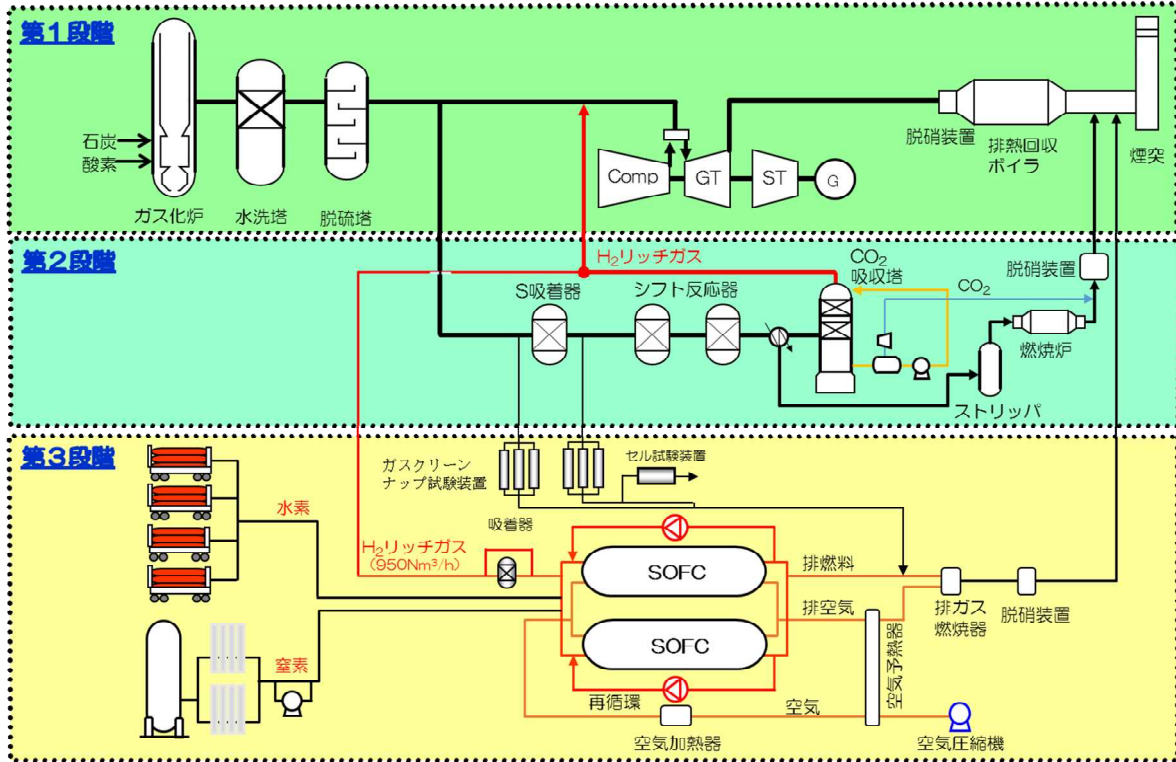 第1段階
石炭
酸素
ガス化炉
水洗塔
脱硫塔
Comp
GT
ST
G
脱硝装置
排熱回収
ボイラ
煙突
第2段階
H₂リッチガス
S吸着器
シフト反応器
CO₂
吸収塔
CO₂
脱硝装置
燃焼炉
ストリッパ
第3段階
水素
窒素
ガスクリーン
ナップ試験装置
セル試験装置
吸着器
H₂リッチガス
(950Nm³/h)
SOFC
SOFC
再循環
排燃料
排空気
空気
空気加熱器
空気予熱器
排ガス
燃焼器
脱硝装置
空気圧縮機